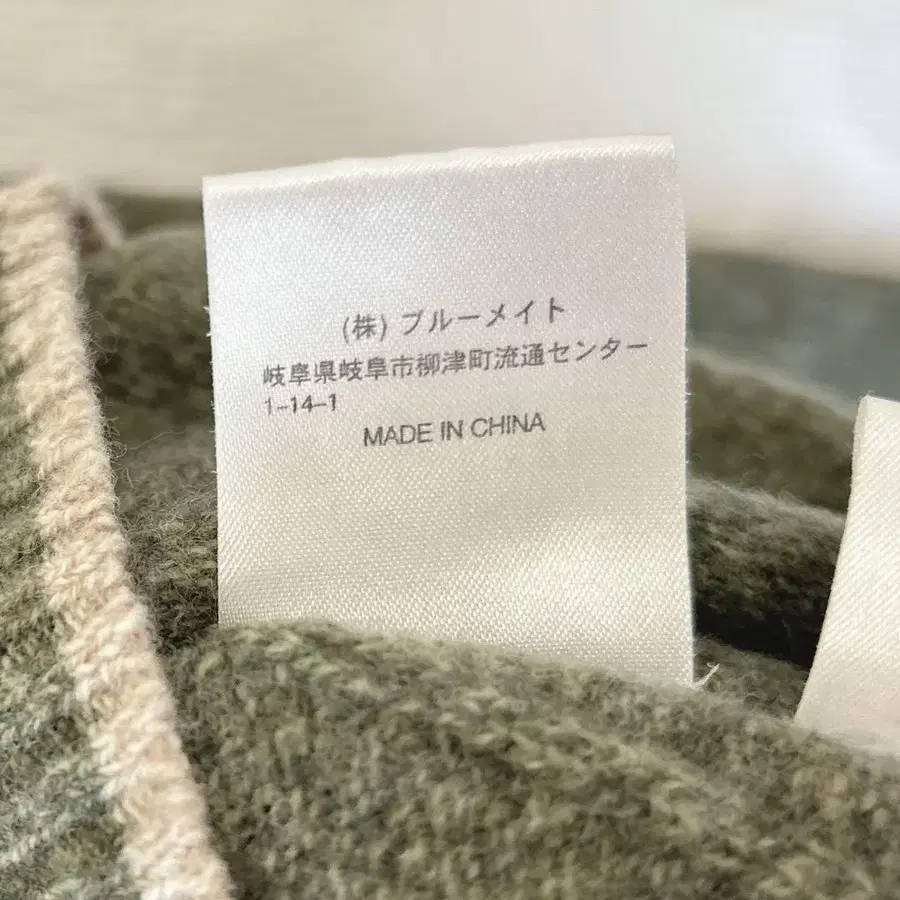 (株) ブルーメイト
岐阜県岐阜市柳津町流通センター
1-14-1
MADE IN CHINA